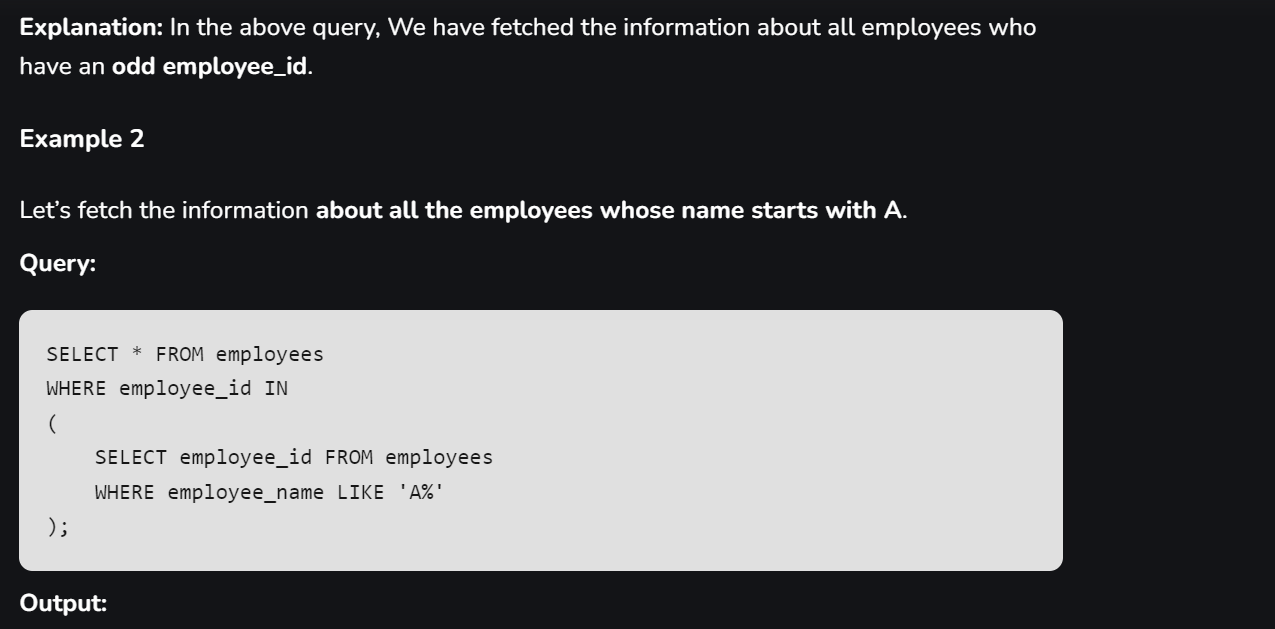 Explanation: In the above query, We have fetched the information about all employees who
have an odd employee_id.
Example 2
Let’s fetch the information about all the employees whose name starts with A.
Query:
SELECT * FROM employees
WHERE employee_id IN
(
    SELECT employee_id FROM employees
    WHERE employee_name LIKE 'A%'
);
Output: